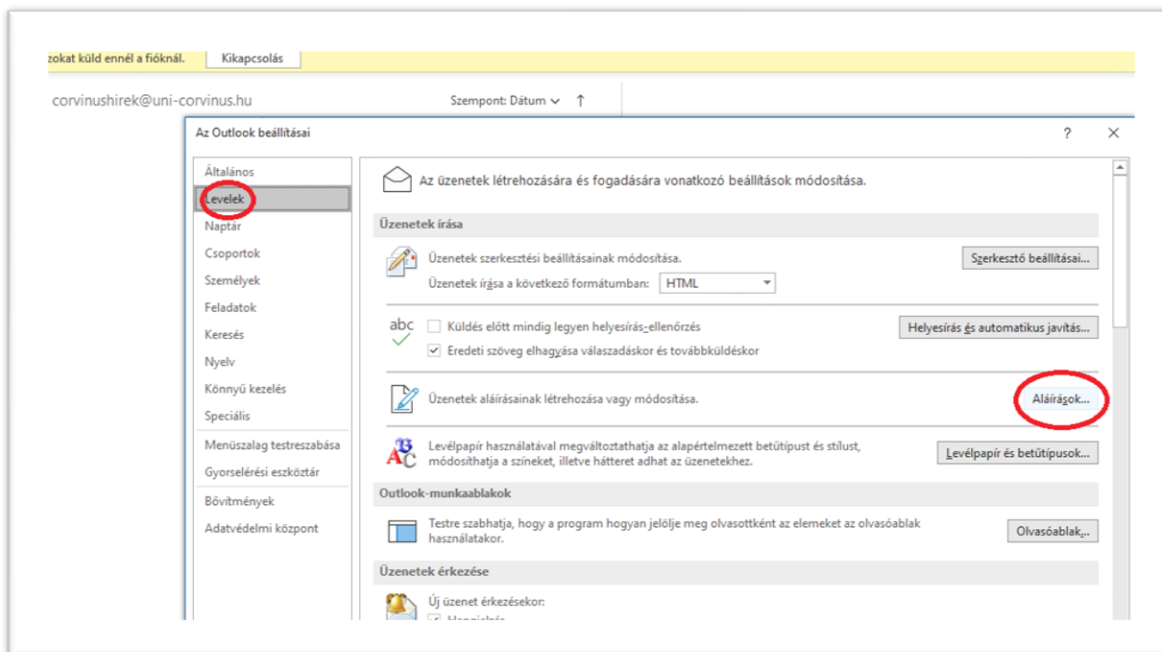 zokat küld ennél a fióknál. Kikapcsolás
corvinushirek@uni-corvinus.hu Szempont: Dátum ↑
Az Outlook beállításai ? ×
Általános
Levelek
Naptár
Csoportok
Személyek
Feladatok
Keresés
Nyelv
Könnyű kezelés
Speciális
Menüszalag testreszabása
Gyorselérési eszköztár
Bővítmények
Adatvédelmi központ
Az üzenetek létrehozására és fogadására vonatkozó beállítások módosítása.
Üzenetek írása
Üzenetek szerkesztési beállításainak módosítása. Szerkesztő beállításai...
Üzenetek írása a következő formátumban: HTML
abc Küldés előtt mindig legyen helyesírás-ellenőrzés Helyesírás és automatikus javítás...
Eredeti szöveg elhagyása válaszadáskor és továbbküldéskor
Üzenetek aláírásainak létrehozása vagy módosítása. Aláírások...
Levélpapír használatával megváltoztathatja az alapértelmezett betűtípust és stílust, Levélpapír és betűtípusok...
módosíthatja a színeket, illetve hátteret adhat az üzenetekhez.
Outlook-munkaablakok
Testre szabhatja, hogy a program hogyan jelölje meg olvasottként az elemeket az olvasóablak Olvasóablak...
használatakor.
Üzenetek érkezése
Új üzenet érkezésekor: